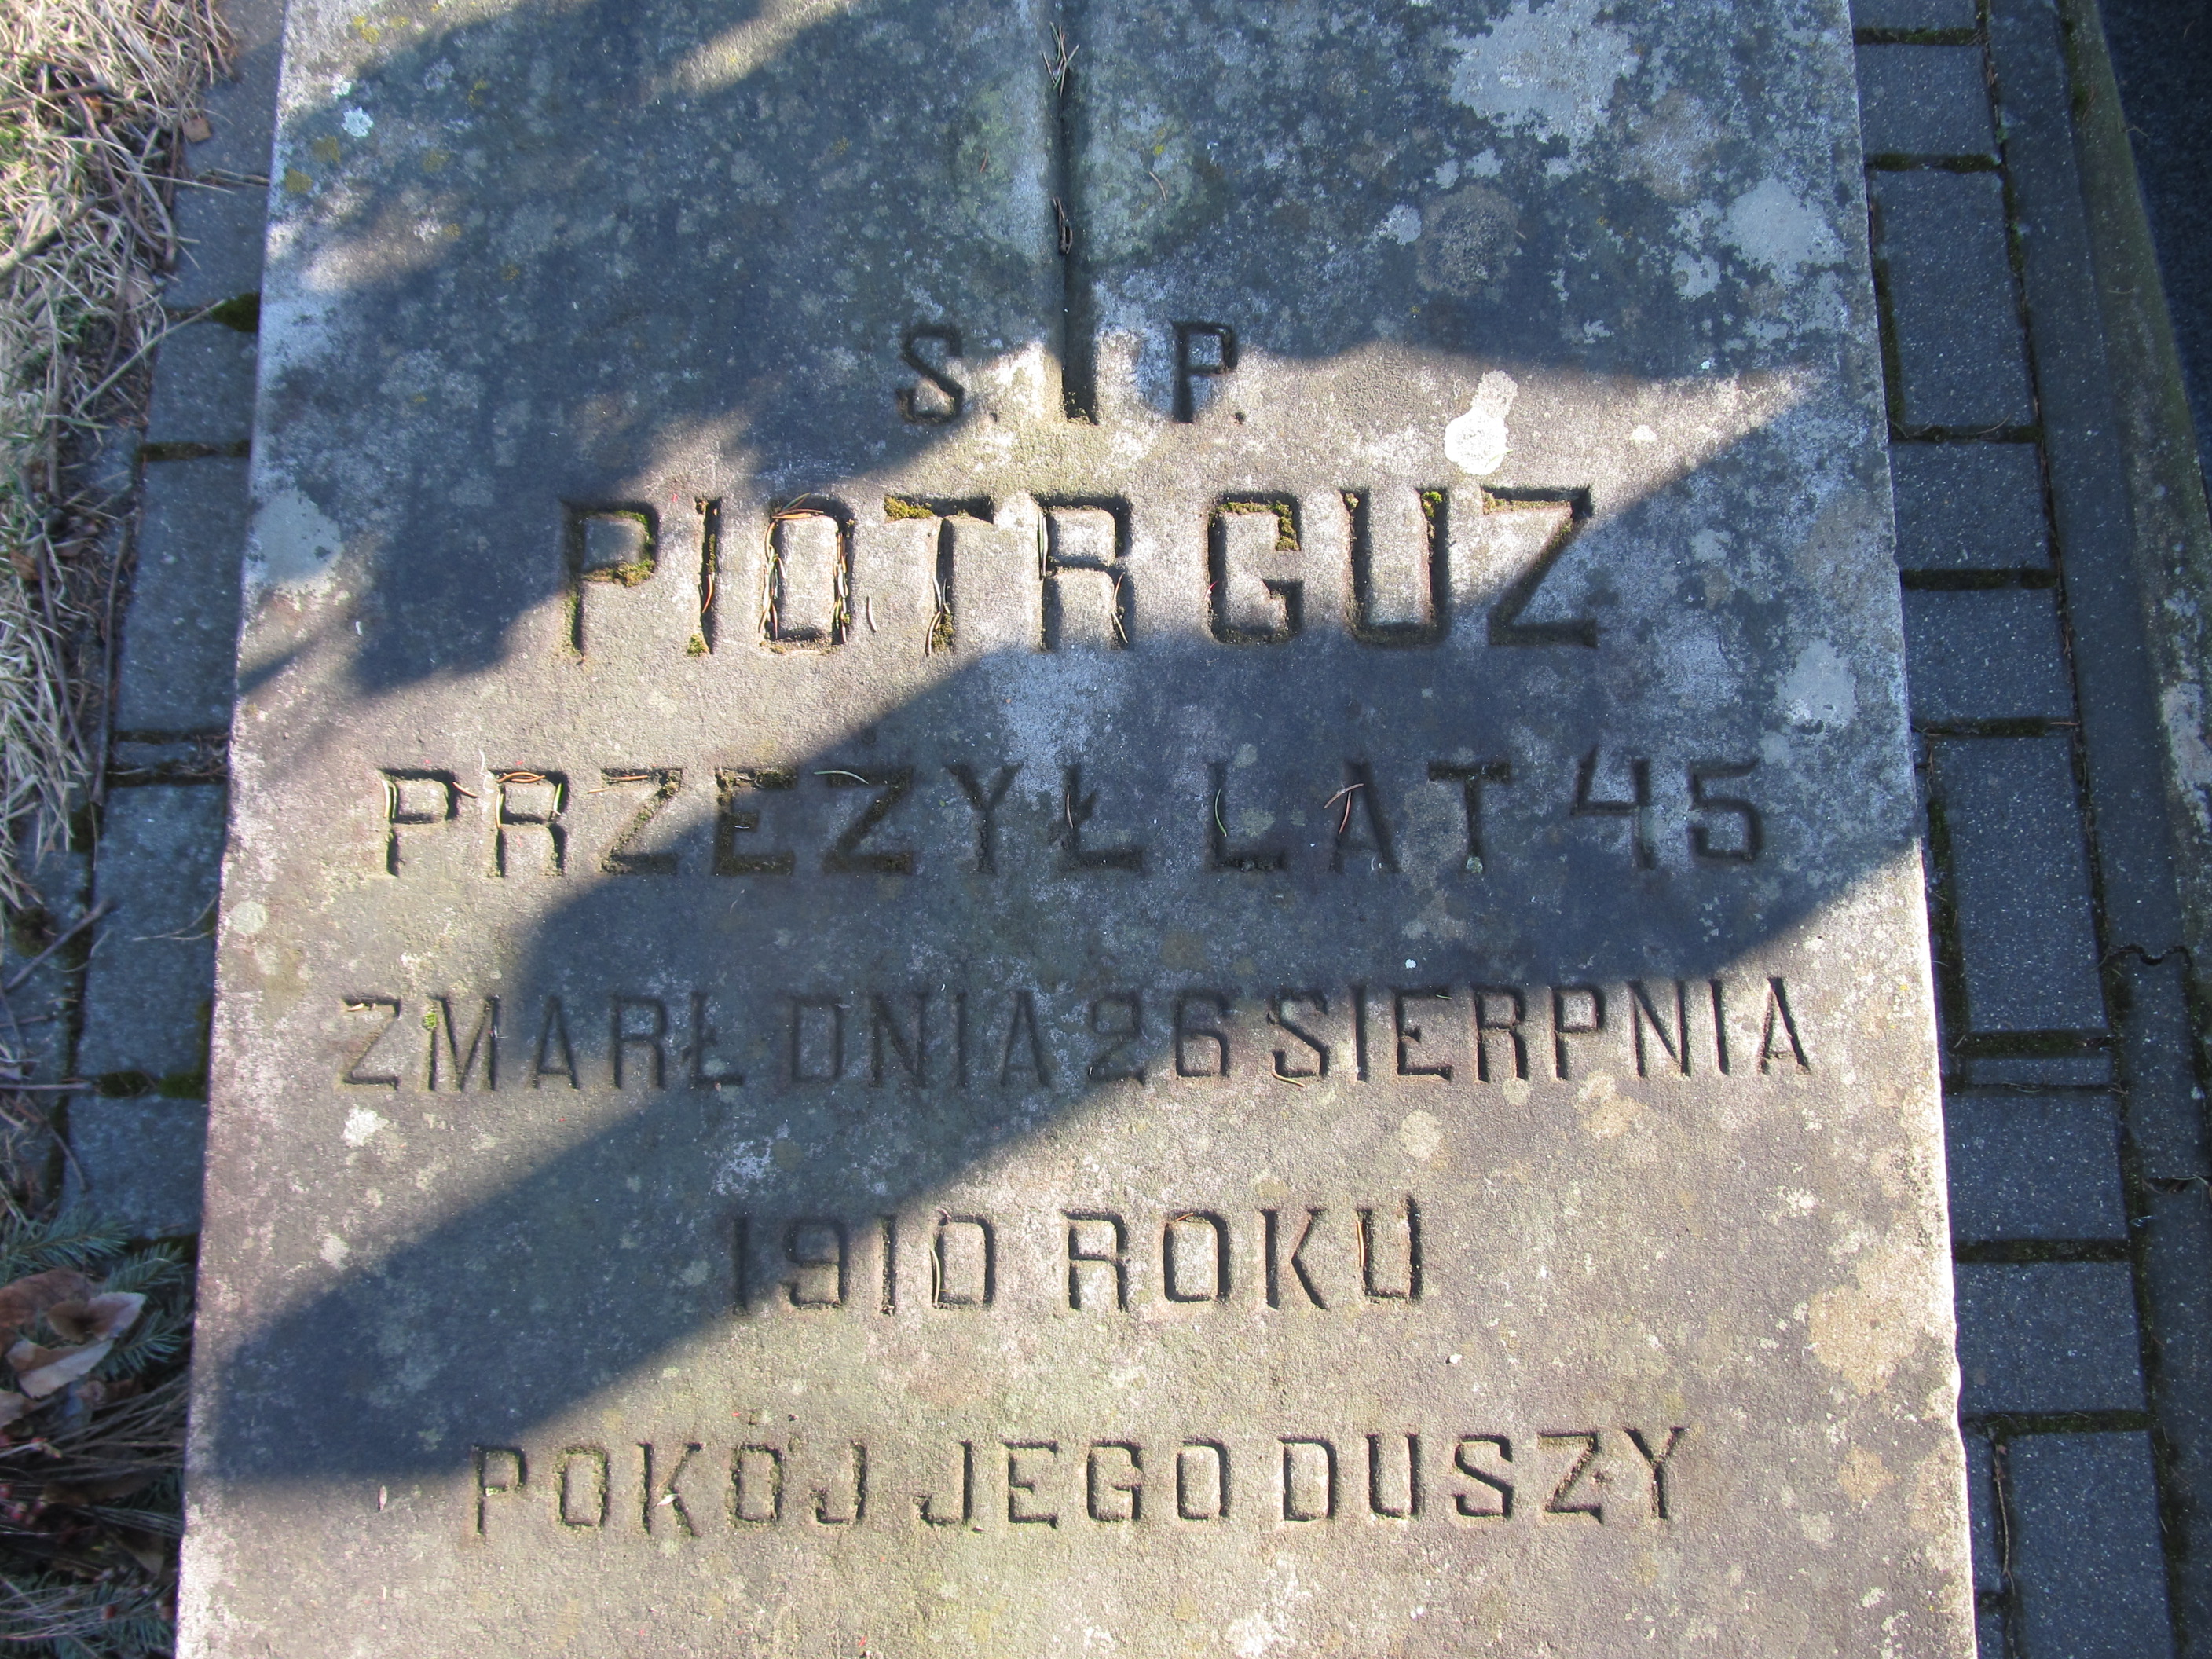 S. P.
PIOTR GUZ
PRZEŻYŁ LAT 45
ZMARŁ DNIA 26 SIERPNIA
1910 ROKU
POKÓJ JEGO DUSZY